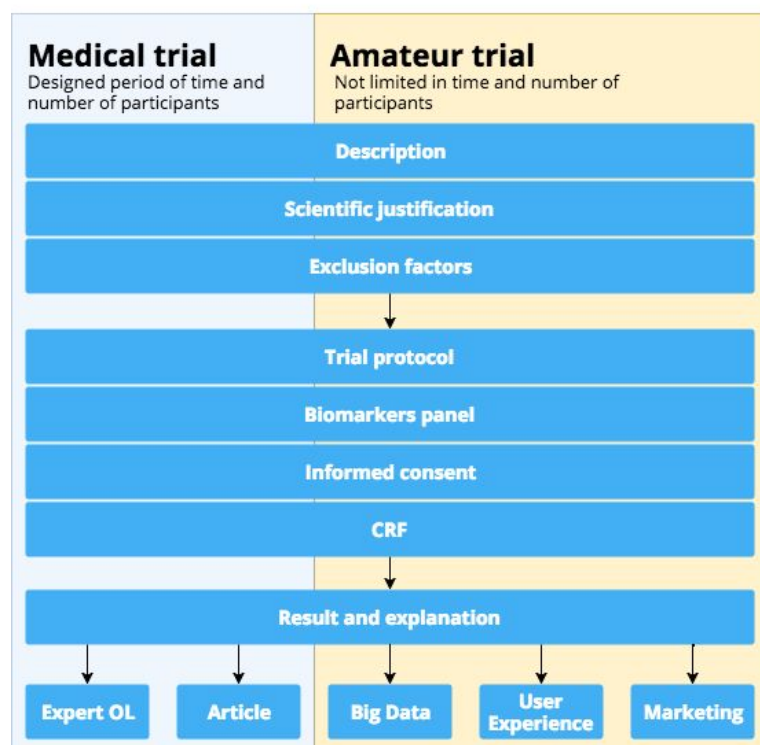 Medical trial
Designed period of time and
number of participants
Amateur trial
Not limited in time and number of
participants
Description
Scientific justification
Exclusion factors
Trial protocol
Biomarkers panel
Informed consent
CRF
Result and explanation
Expert OL
Article
Big Data
User
Experience
Marketing